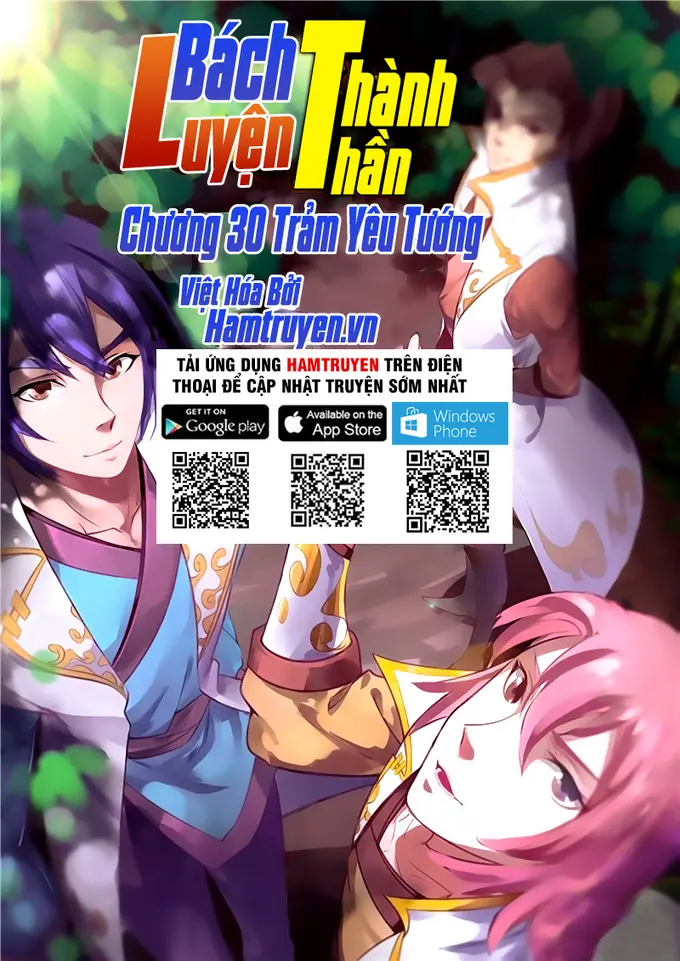 Bách
Luyện
Thành
Thần
Chương 30 Trảm Yêu Tướng
Việt Hóa Bởi
Hamtruyen.vn
TẢI ỨNG DỤNG HAMTRUYEN TRÊN ĐIỆN
THOẠI ĐỂ CẬP NHẬT TRUYỆN SỚM NHẤT
GET IT ON
Google play
Available on the
App Store
Windows
Phone